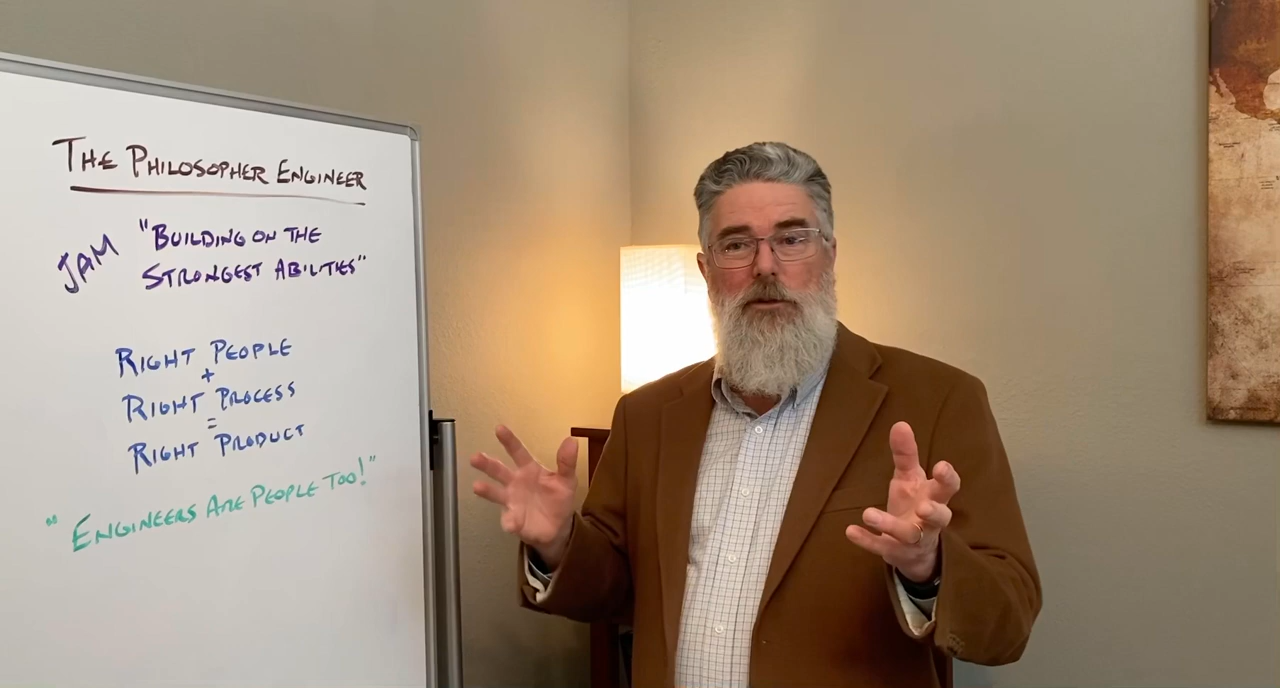 THE PHILOSOPHER ENGINEER
JAM "BUILDING ON THE
STRONGEST ABILITIES"
RIGHT PEOPLE
+
RIGHT PROCESS
=
RIGHT PRODUCT
"ENGINEERS ARE PEOPLE TOO!"